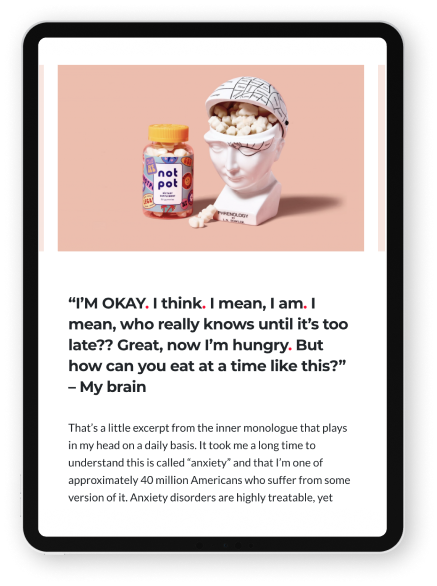 not
pot
PHRENOLOGY
BY
L.N. FOWLER
“I’M OKAY. I think. I mean, I am. I
mean, who really knows until it’s too
late?? Great, now I’m hungry. But
how can you eat at a time like this?”
– My brain
That’s a little excerpt from the inner monologue that plays
in my head on a daily basis. It took me a long time to
understand this is called “anxiety” and that I’m one of
approximately 40 million Americans who suffer from some
version of it. Anxiety disorders are highly treatable, yet